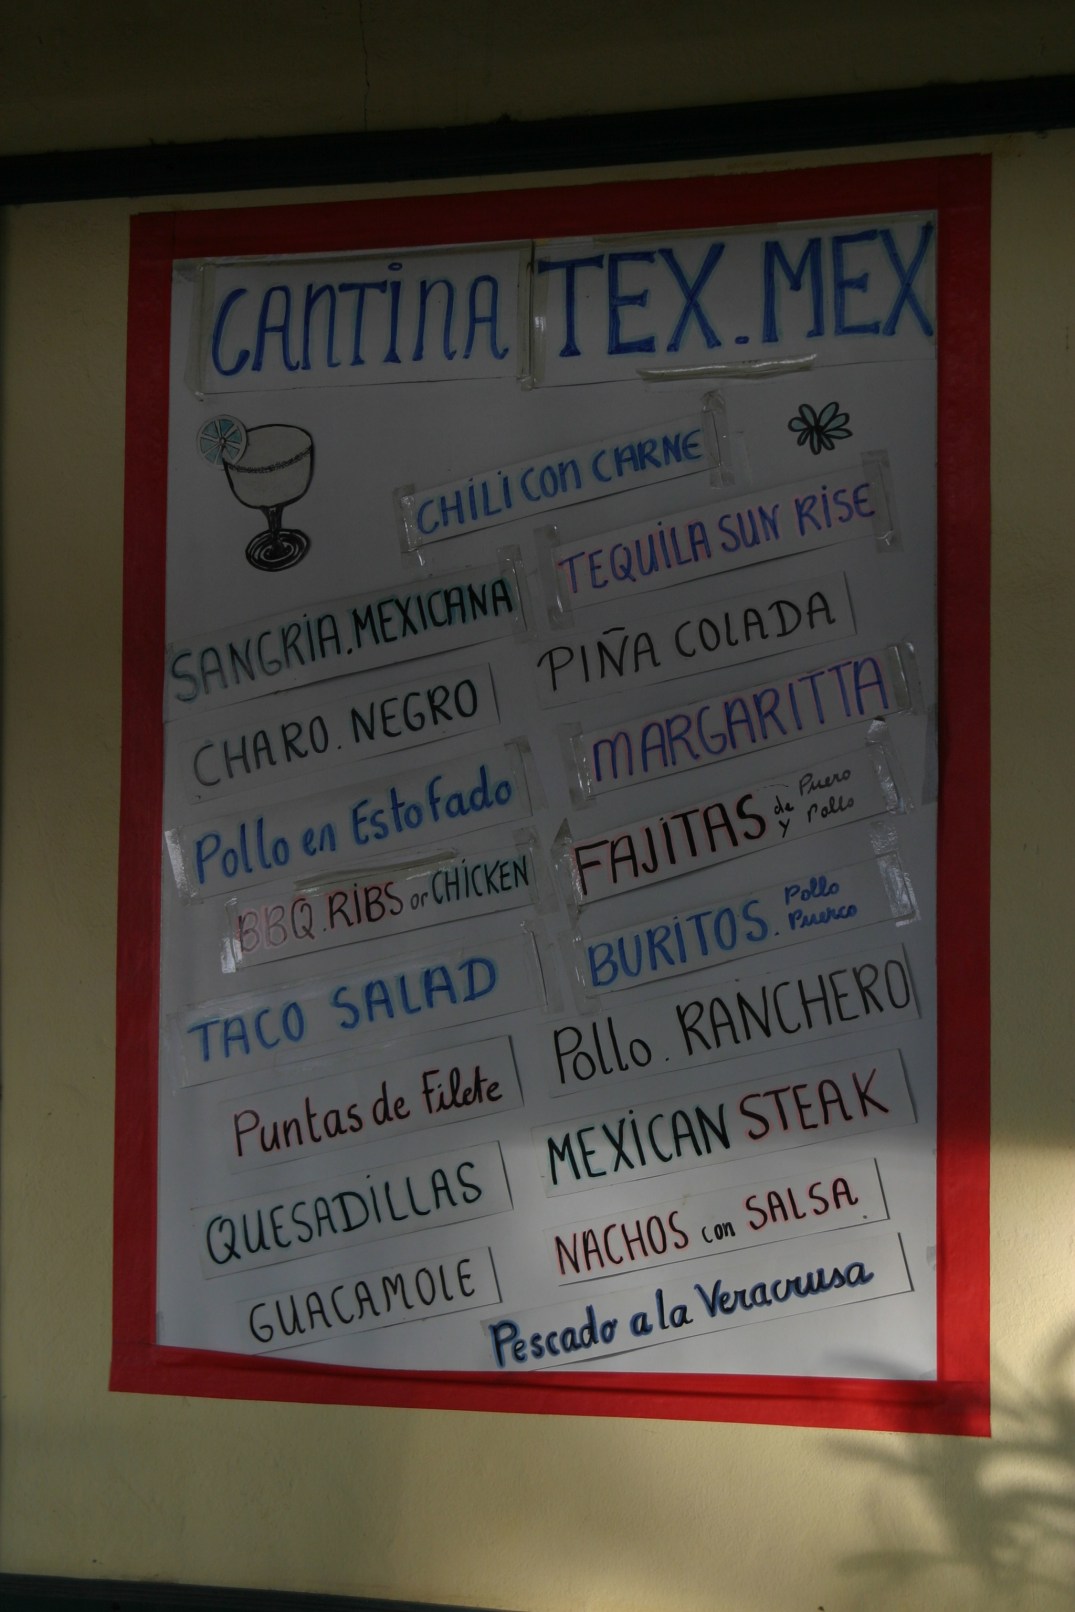 CANTINA TEX.MEX
CHILI CON CARNE
TEQUILA SUN RISE
SANGRIA.MEXICANA
PIÑA COLADA
CHARO.NEGRO
MARGARITTA
Pollo en Estofado
FAJITAS de Puero
y Pollo
BBQ.RIBS or CHICKEN
BURITOS. Pollo
Puerco
TACO SALAD
Pollo. RANCHERO
Puntas de Filete
MEXICAN STEAK
QUESADILLAS
NACHOS con SALSA.
GUACAMOLE
Pescado a la Veracrusa